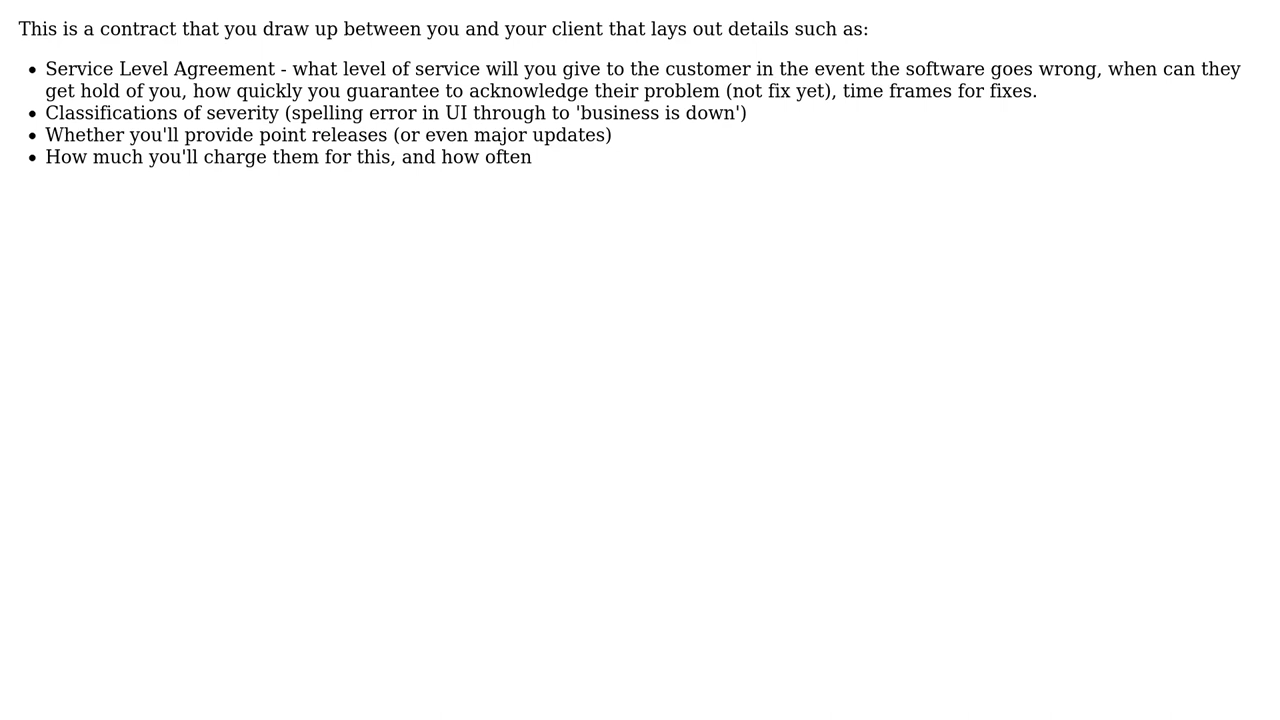 This is a contract that you draw up between you and your client that lays out details such as:
• Service Level Agreement - what level of service will you give to the customer in the event the software goes wrong, when can they
get hold of you, how quickly you guarantee to acknowledge their problem (not fix yet), time frames for fixes.
• Classifications of severity (spelling error in UI through to 'business is down')
• Whether you'll provide point releases (or even major updates)
• How much you'll charge them for this, and how often